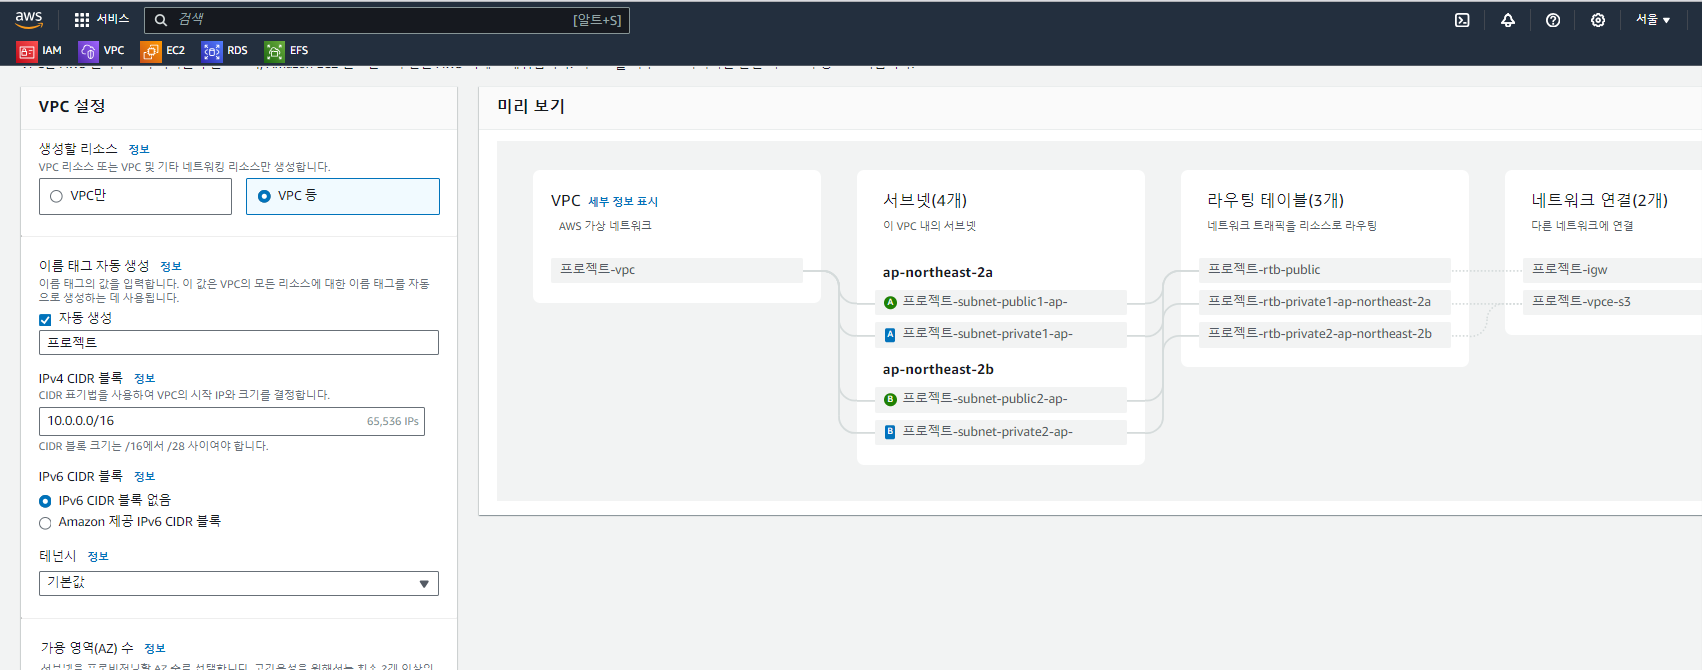 aws
서비스
검색
[알트+S]
서울
IAM
VPC
EC2
RDS
EFS
VPC 설정
생성할 리소스 정보
VPC 리소스 또는 VPC 및 기타 네트워킹 리소스만 생성합니다.
VPC만
VPC 등
이름 태그 자동 생성 정보
이름 태그의 값을 입력합니다. 이 값은 VPC의 모든 리소스에 대한 이름 태그를 자동
으로 생성하는 데 사용됩니다.
자동 생성
프로젝트
IPv4 CIDR 블록 정보
CIDR 표기법을 사용하여 VPC의 시작 IP와 크기를 결정합니다.
10.0.0.0/16
65,536 IPs
CIDR 블록 크기는 /16에서 /28 사이여야 합니다.
IPv6 CIDR 블록 정보
IPv6 CIDR 블록 없음
Amazon 제공 IPv6 CIDR 블록
테넌시 정보
기본값
가용 영역(AZ) 수 정보
미리 보기
VPC 세부 정보 표시
AWS 가상 네트워크
프로젝트-vpc
서브넷(4개)
이 VPC 내의 서브넷
ap-northeast-2a
A 프로젝트-subnet-public1-ap-
A 프로젝트-subnet-private1-ap-
ap-northeast-2b
B 프로젝트-subnet-public2-ap-
B 프로젝트-subnet-private2-ap-
라우팅 테이블(3개)
네트워크 트래픽을 리소스로 라우팅
프로젝트-rtb-public
프로젝트-rtb-private1-ap-northeast-2a
프로젝트-rtb-private2-ap-northeast-2b
네트워크 연결(2개)
다른 네트워크에 연결
프로젝트-igw
프로젝트-vpce-s3